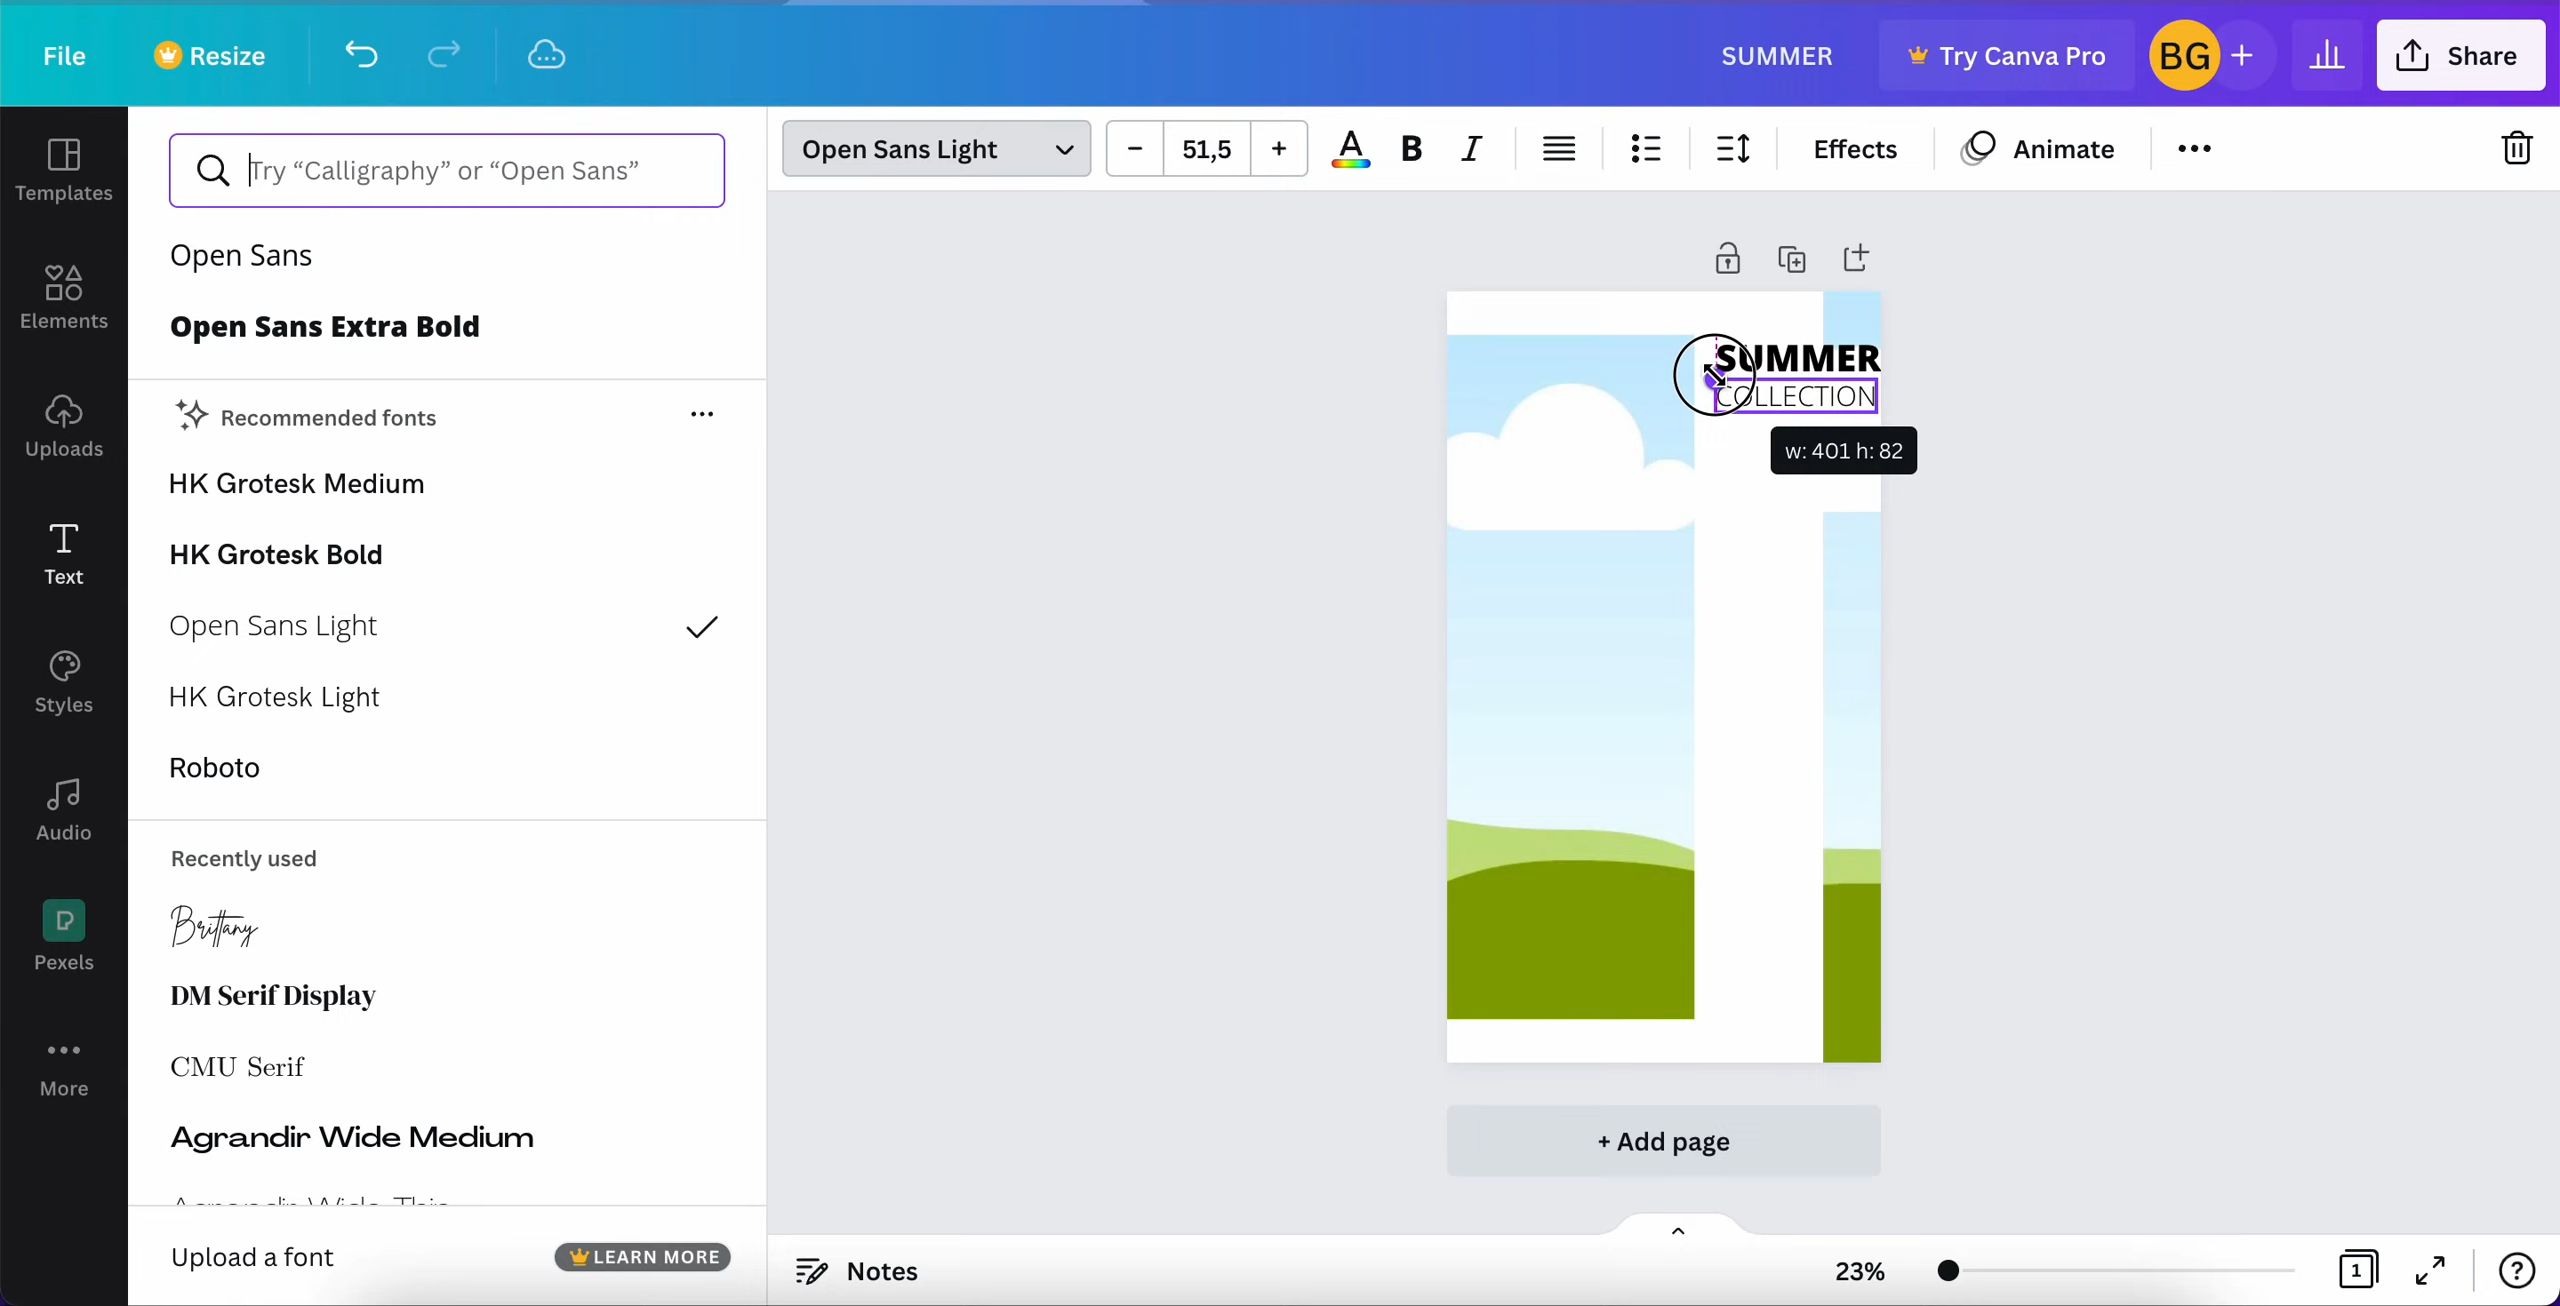 File
Resize
SUMMER
Try Canva Pro
BG
+
Share
Templates
Elements
Uploads
Text
Styles
Audio
Pexels
More
Try “Calligraphy” or “Open Sans”
Open Sans
Open Sans Extra Bold
Recommended fonts
HK Grotesk Medium
HK Grotesk Bold
Open Sans Light
HK Grotesk Light
Roboto
Recently used
Brittany
DM Serif Display
CMU Serif
Agrandir Wide Medium
Agrandir Wide Thin
Upload a font
LEARN MORE
Open Sans Light
- 51,5 +
A B I
Effects
Animate
SUMMER
COLLECTION
w: 401 h: 82
+ Add page
Notes
23%
1
?